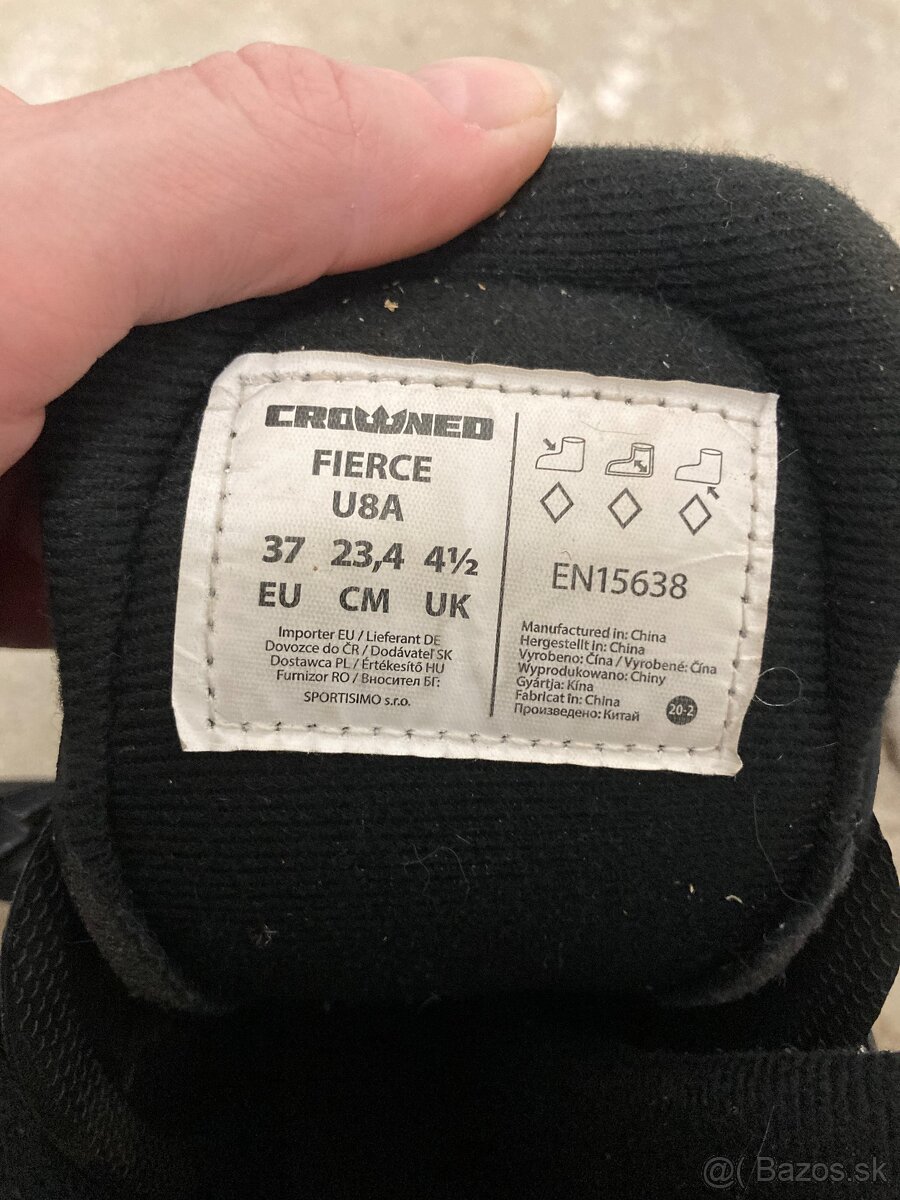 CROWNED
FIERCE
U8A
37 23,4 4½
EU CM UK
Importer EU / Lieferant DE
Dovozce do ČR / Dodávateľ SK
Dostawca PL / Értékesítő HU
Furnizor RO / Вносител БГ:
SPORTISIMO s.r.o.
EN15638
Manufactured in: China
Hergestellt in: China
Vyrobeno: Čína / Vyrobené: Čína
Wyprodukowano: Chiny
Gyártja: Kína
Fabricat în: China
Произведено: Китай
20-2
@( Bazos.sk